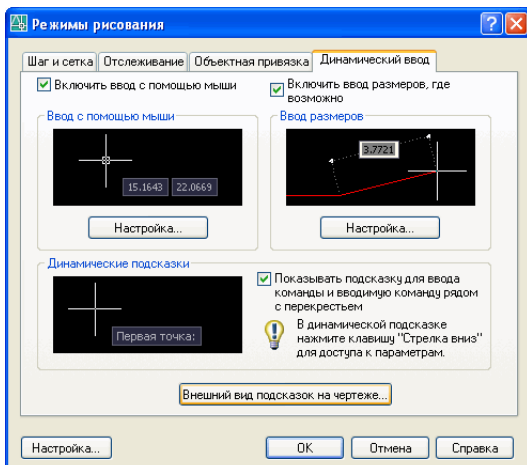 Режимы рисования
Шаг и сетка Отслеживание Объектная привязка Динамический ввод
Включить ввод с помощью мыши
Включить ввод размеров, где
возможно
Ввод с помощью мыши
15.1643 22.0669
Настройка...
Ввод размеров
3.7721
Настройка...
Динамические подсказки
Первая точка:
Показывать подсказку для ввода
команды и вводимую команду рядом
с перекрестьем
В динамической подсказке
нажмите клавишу "Стрелка вниз"
для доступа к параметрам.
Внешний вид подсказок на чертеже...
Настройка... OK Отмена Справка